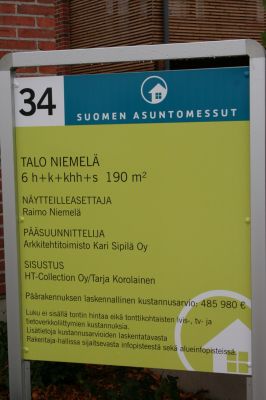 34
SUOMEN ASUNTOMESSUT
TALO NIEMELÄ
6 h+k+khh+s 190 m²
NÄYTTEILLEASETTAJA
Raimo Niemelä
PÄÄSUUNNITTELIJA
Arkkitehtitoimisto Kari Sipilä Oy
SISUSTUS
HT-Collection Oy/Tarja Korolainen
Päärakennuksen laskennallinen kustannusarvio: 485 980 €
Luku ei sisällä tontin hintaa eikä tonttikohtaisten lvis-, tv- ja
tietoverkkoliittymien kustannuksia.
Lisätietoja kustannusarvioiden laskentatavasta
Rakentaja-hallissa sijaitsevasta infopisteestä sekä alueinfopisteissä.